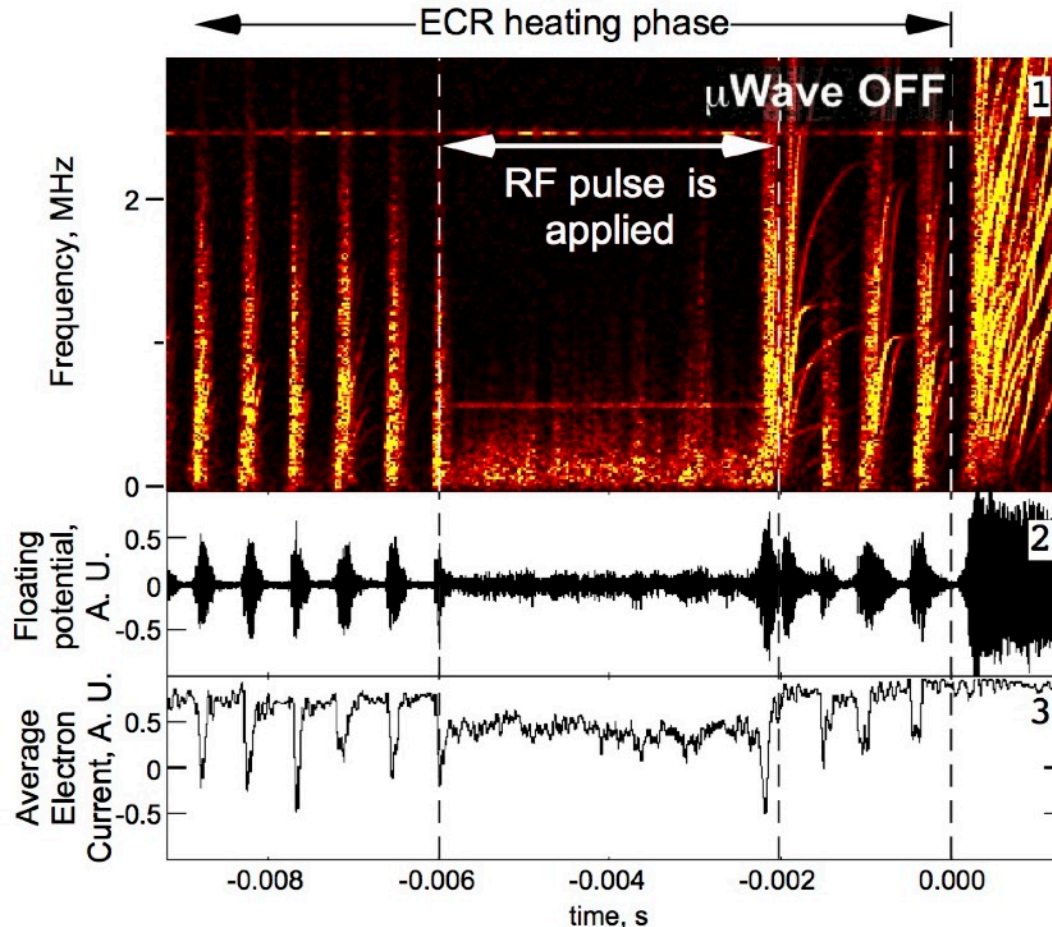 ECR heating phase
μWave OFF
1
RF pulse is
applied
Frequency, MHz
2
0
Floating
potential,
A. U.
0.5
0
-0.5
2
Average
Electron
Current, A. U.
0.5
0
-0.5
3
-0.008
-0.006
-0.004
-0.002
0.000
time, s